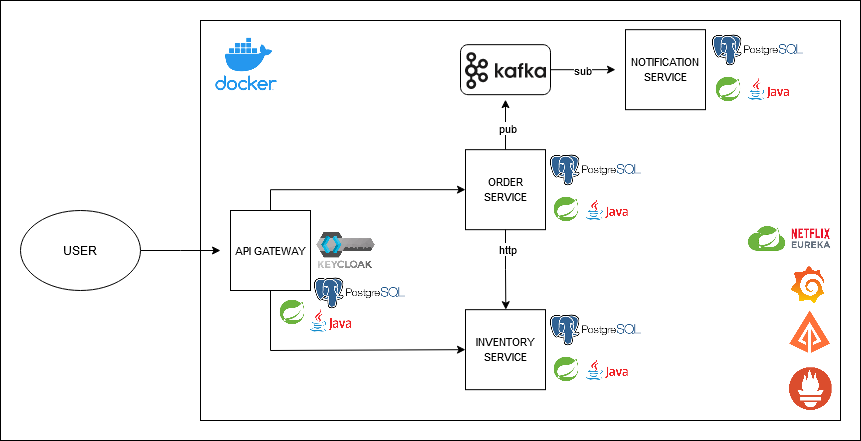 docker
kafka
sub
NOTIFICATION
SERVICE
PostgreSQL
Java
pub
ORDER
SERVICE
PostgreSQL
Java
USER
API GATEWAY
KEYCLOAK
PostgreSQL
Java
http
NETFLIX
EUREKA
INVENTORY
SERVICE
PostgreSQL
Java